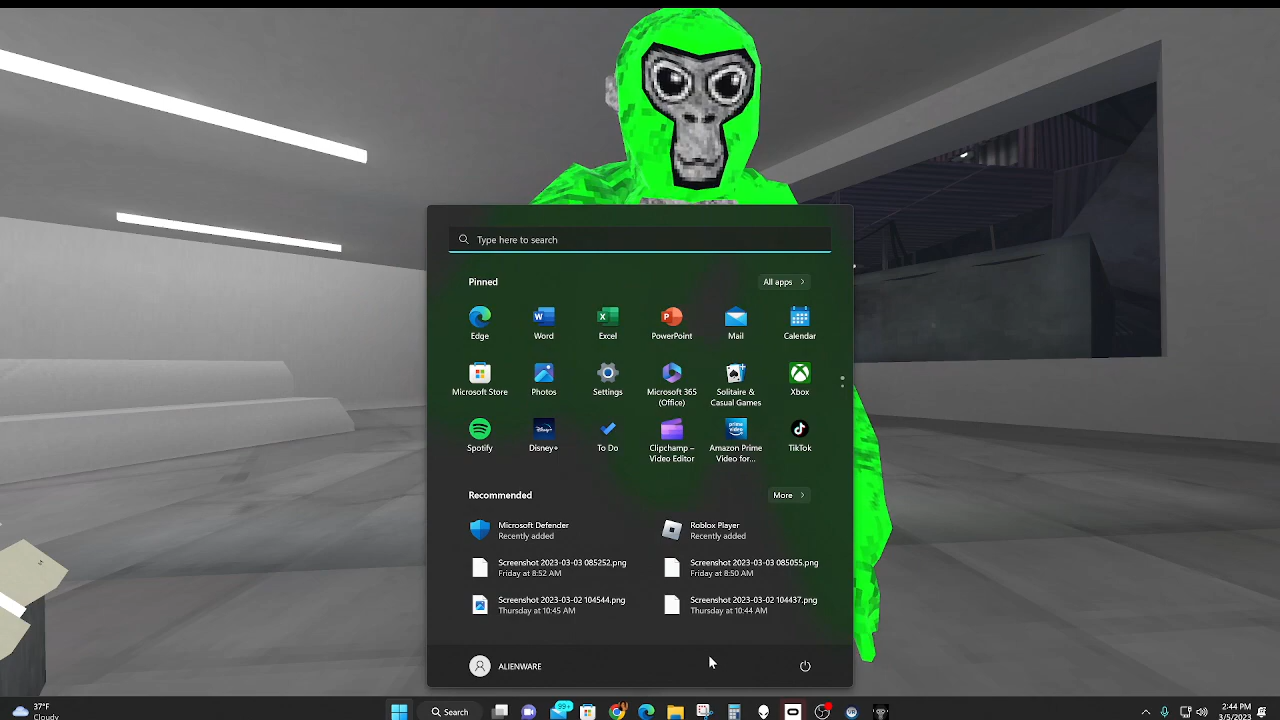 Type here to search
Pinned
All apps
Edge
Word
Excel
PowerPoint
Mail
Calendar
Microsoft Store
Photos
Settings
Microsoft 365
(Office)
Solitaire &
Casual Games
Xbox
Spotify
Disney+
To Do
Clipchamp –
Video Editor
Amazon Prime
Video for...
TikTok
Recommended
More
Microsoft Defender
Recently added
Roblox Player
Recently added
Screenshot 2023-03-03 085252.png
Friday at 8:52 AM
Screenshot 2023-03-03 085055.png
Friday at 8:50 AM
Screenshot 2023-03-02 104544.png
Thursday at 10:45 AM
Screenshot 2023-03-02 104437.png
Thursday at 10:44 AM
ALIENWARE
37°F
Cloudy
Search
99+
2:44 PM
3/5/2023